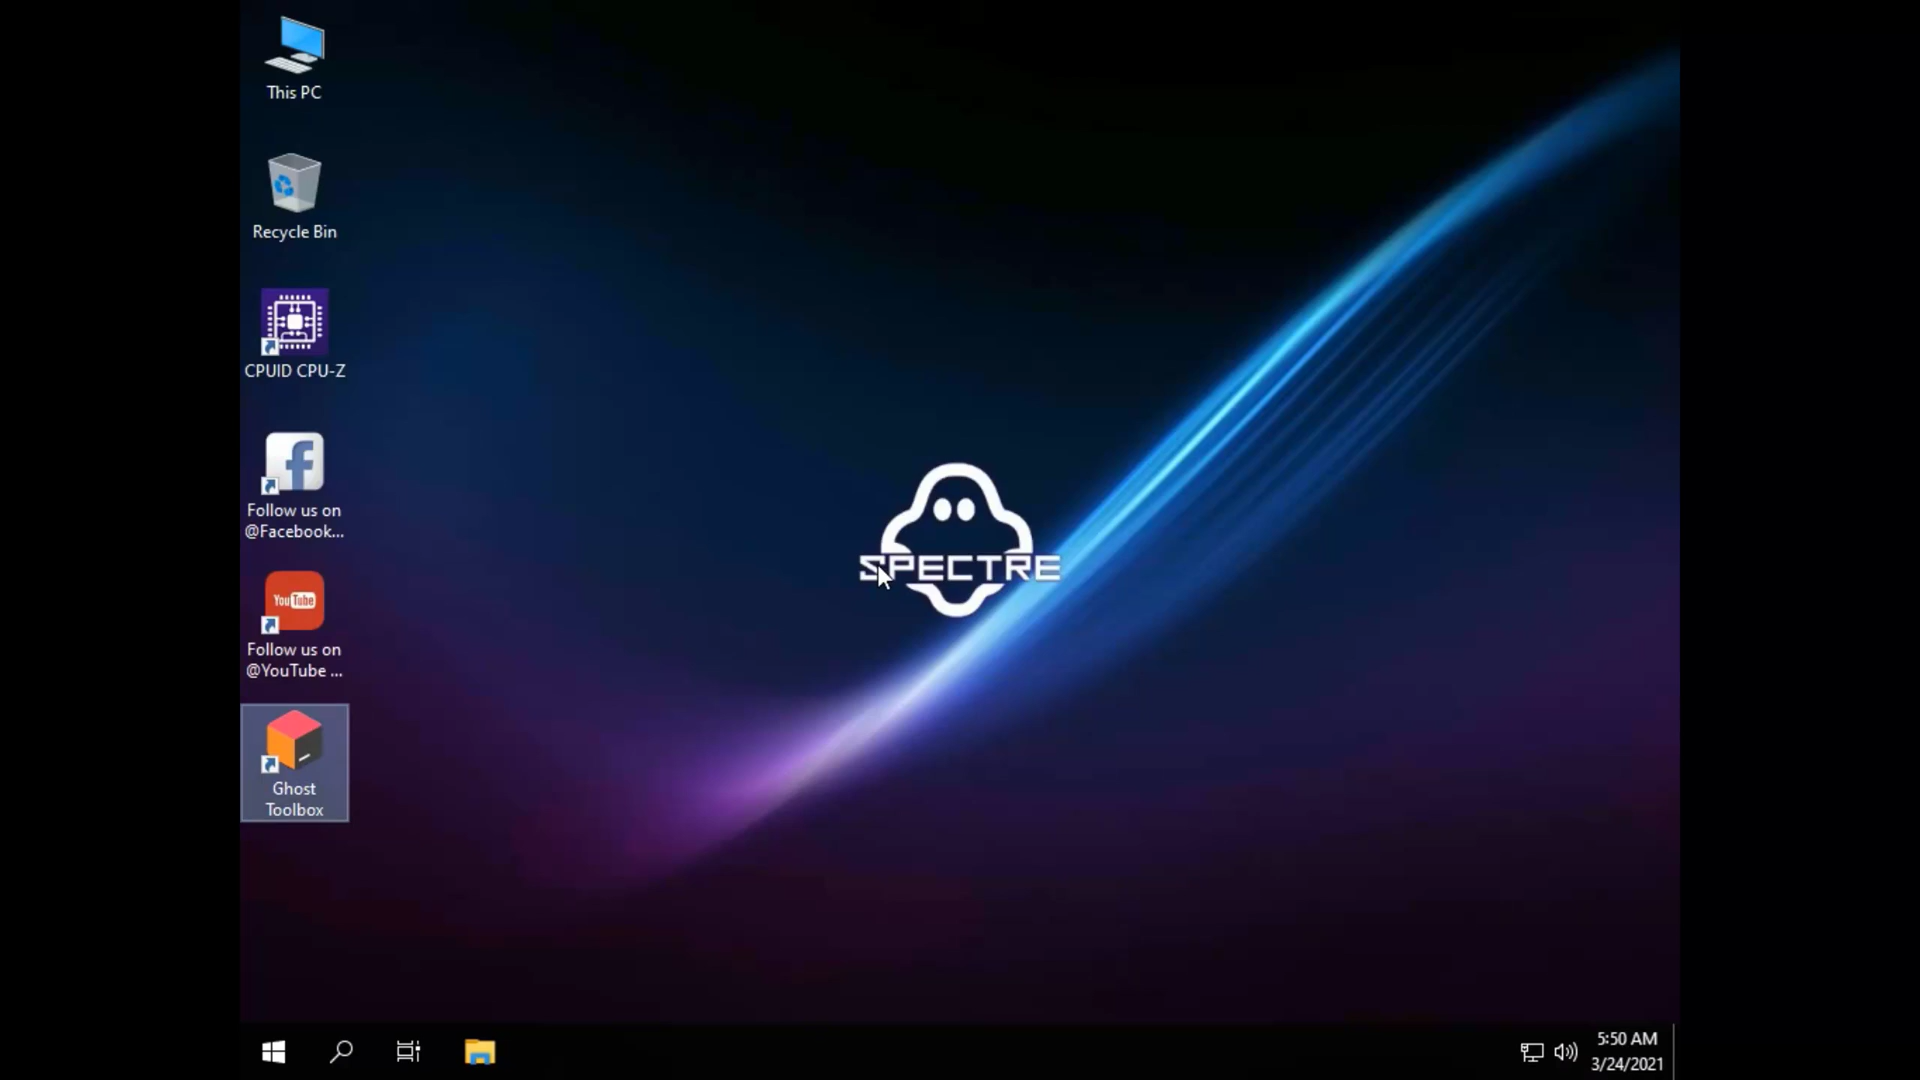 This PC
Recycle Bin
CPUID CPU-Z
Follow us on
@Facebook...
You Tube
Follow us on
@YouTube ...
Ghost
Toolbox
SPECTRE
5:50 AM
3/24/2021